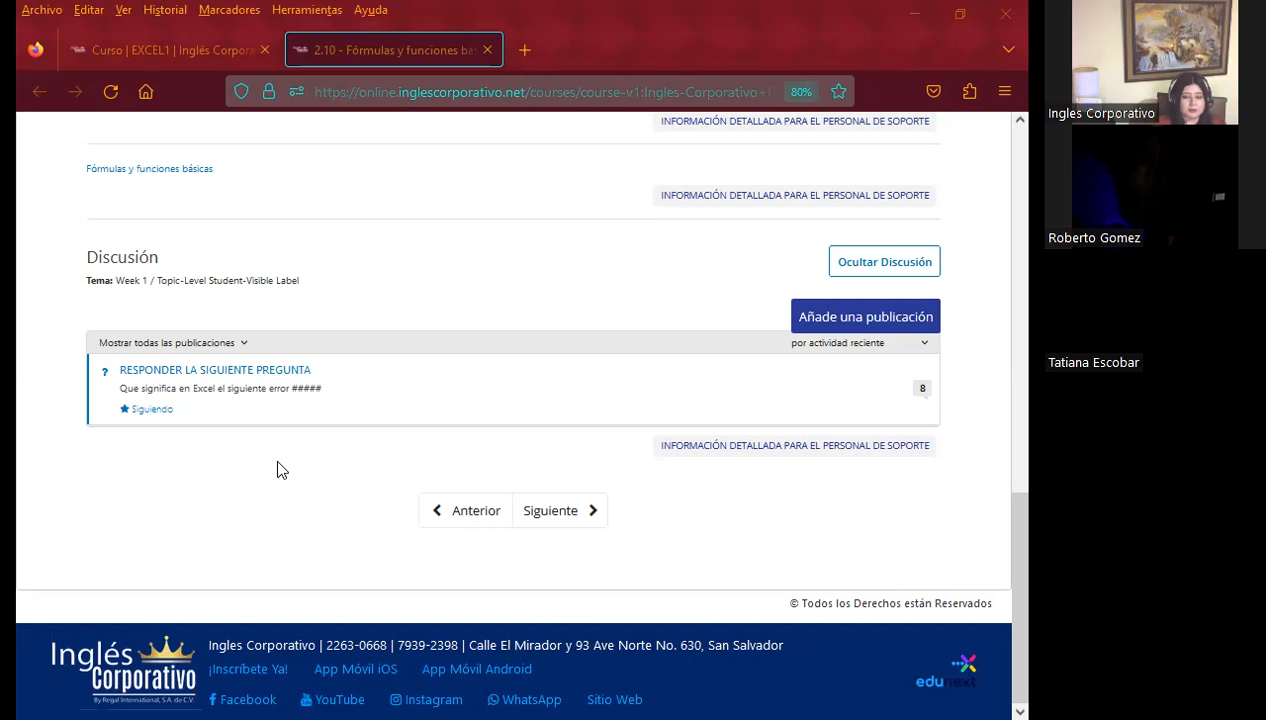 Archivo Editar Ver Historial Marcadores Herramientas Ayuda
Curso | EXCEL1 | Inglés Corpora
2.10 - Fórmulas y funciones bá
https://online.inglescorporativo.net/courses/course-v1:Ingles-Corporativo+
80%
INFORMACIÓN DETALLADA PARA EL PERSONAL DE SOPORTE
Fórmulas y funciones básicas
INFORMACIÓN DETALLADA PARA EL PERSONAL DE SOPORTE
Discusión
Ocultar Discusión
Tema: Week 1 / Topic-Level Student-Visible Label
Añade una publicación
Mostrar todas las publicaciones
por actividad reciente
? RESPONDER LA SIGUIENTE PREGUNTA
Que significa en Excel el siguiente error #####
8
Siguiendo
INFORMACIÓN DETALLADA PARA EL PERSONAL DE SOPORTE
Anterior Siguiente
© Todos los Derechos están Reservados
Inglés Corporativo
By Regal International, S.A. de C.V.
Ingles Corporativo | 2263-0668 | 7939-2398 | Calle El Mirador y 93 Ave Norte No. 630, San Salvador
¡Inscríbete Ya! App Móvil iOS App Móvil Android
Facebook YouTube Instagram WhatsApp Sitio Web
edunext
Ingles Corporativo
Roberto Gomez
Tatiana Escobar